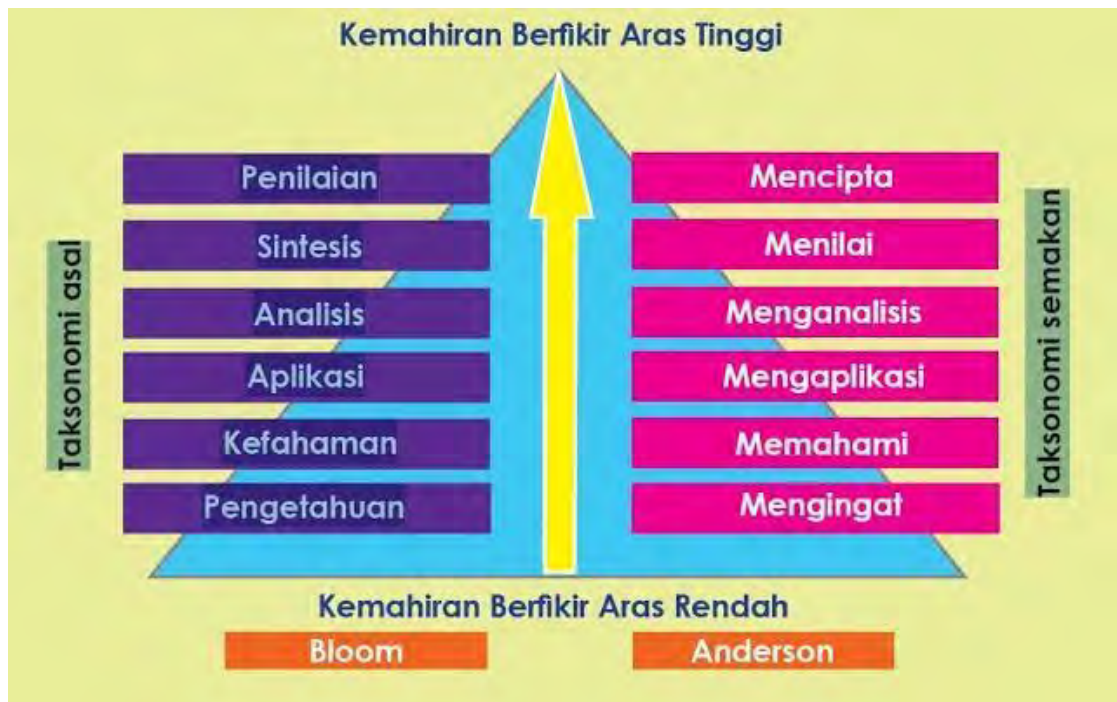 Kemahiran Berfikir Aras Tinggi
Taksonomi asal
Penilaian
Sintesis
Analisis
Aplikasi
Kefahaman
Pengetahuan
Mencipta
Menilai
Menganalisis
Mengaplikasi
Memahami
Mengingat
Taksonomi semakan
Kemahiran Berfikir Aras Rendah
Bloom
Anderson